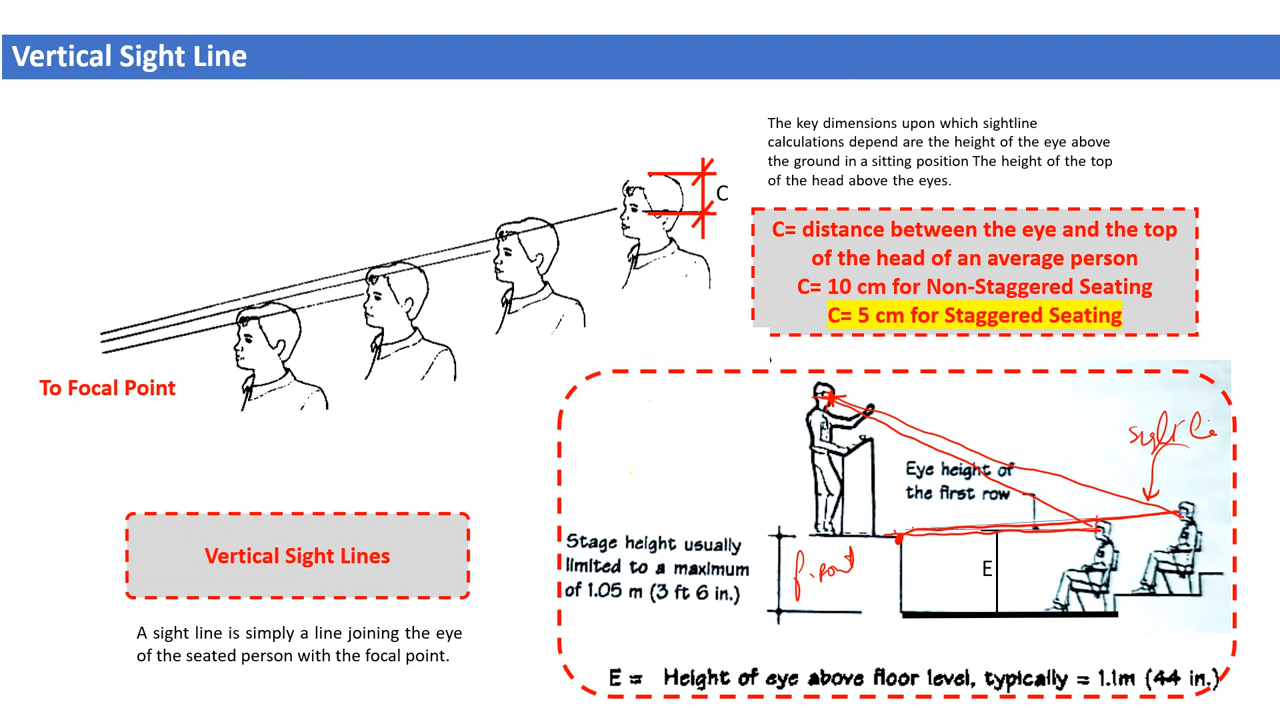 Vertical Sight Line
The key dimensions upon which sightline
calculations depend are the height of the eye above
the ground in a sitting position The height of the top
of the head above the eyes.
C
C= distance between the eye and the top
of the head of an average person
C= 10 cm for Non-Staggered Seating
C= 5 cm for Staggered Seating
To Focal Point
Eye height of
the first row
Stage height usually
limited to a maximum
of 1.05 m (3 ft 6 in.)
E
Vertical Sight Lines
A sight line is simply a line joining the eye
of the seated person with the focal point.
E = Height of eye above floor level, typically = 1.1m (44 in.)